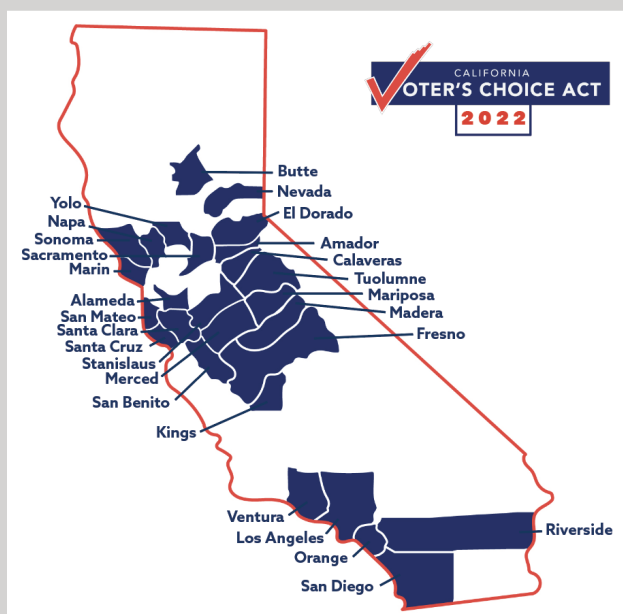 CALIFORNIA
OTER'S CHOICE ACT
2022
Butte
Nevada
El Dorado
Yolo
Napa
Sonoma
Sacramento
Marin
Amador
Calaveras
Tuolumne
Mariposa
Madera
Fresno
Alameda
San Mateo
Santa Clara
Santa Cruz
Stanislaus
Merced
San Benito
Kings
Ventura
Los Angeles
Orange
San Diego
Riverside